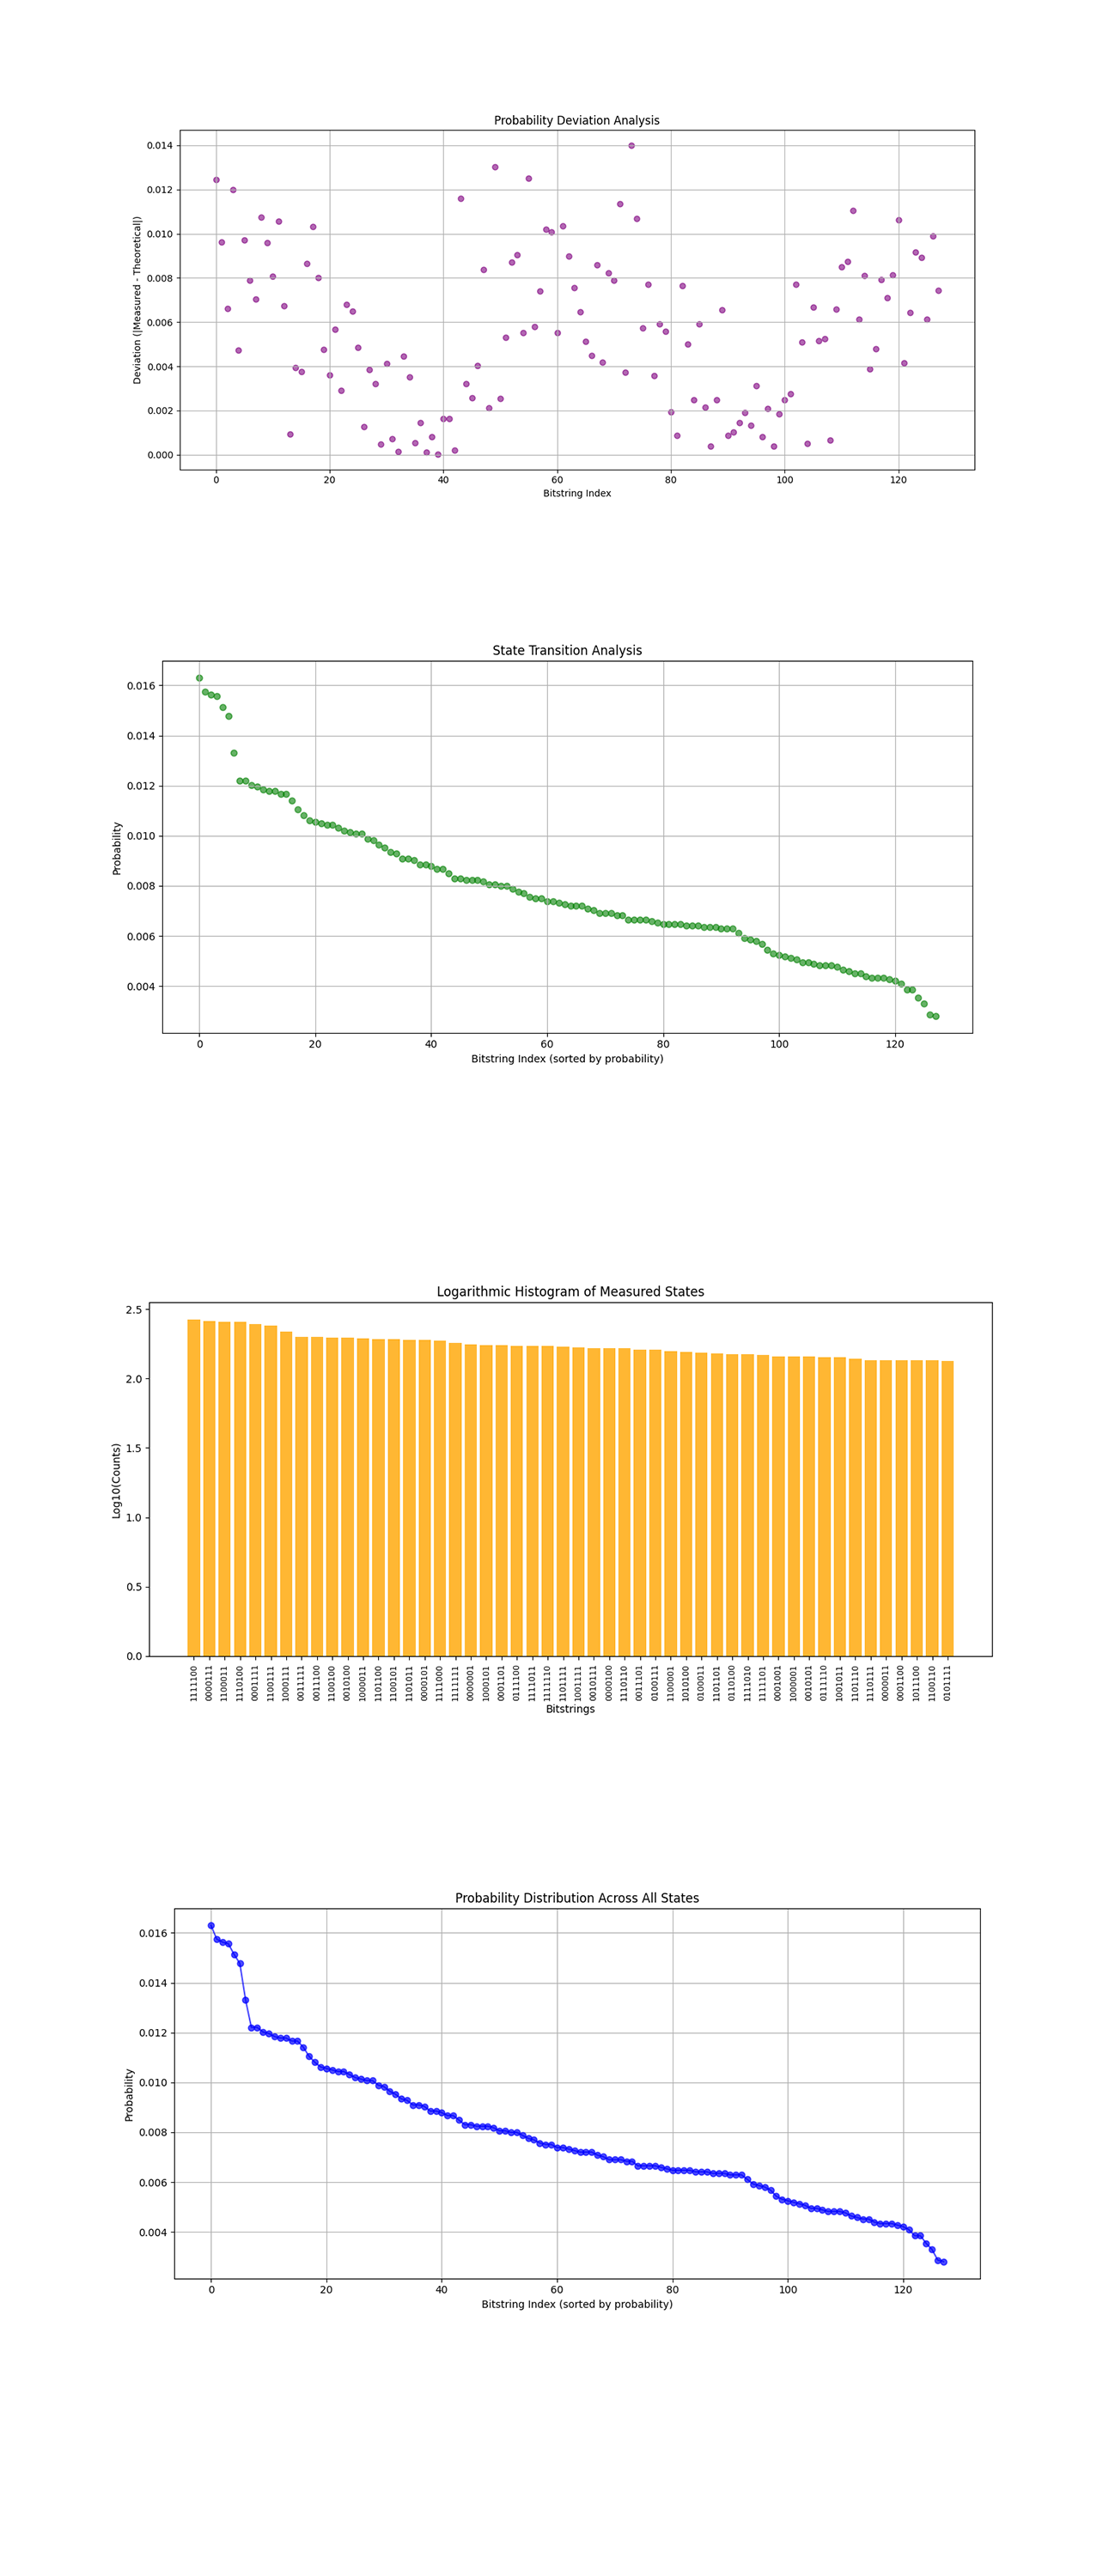 Probability Deviation Analysis
Deviation (|Measured - Theoretical|)
0.014
0.012
0.010
0.008
0.006
0.004
0.002
0.000
0 20 40 60 80 100 120
Bitstring Index
State Transition Analysis
Probability
0.016
0.014
0.012
0.010
0.008
0.006
0.004
0 20 40 60 80 100 120
Bitstring Index (sorted by probability)
Logarithmic Histogram of Measured States
Log10(Counts)
2.5
2.0
1.5
1.0
0.5
0.0
1111100 0000111 1100011 1110100 0001111 1100111 1000111 0011111 0011100 1100100 0010100 1000011 1101100 1100101 1101011 0000101 1111000 1111111 0000001 1000101 0001101 0111100 1111011 1111110 1101111 1001111 0010111 0000100 1110110 0011101 0100111 1100001 1010100 0100011 1101101 0110100 1111010 1111101 0001001 1000001 0010101 0111110 1001011 1101110 1110111 0000011 0001100 1011100 1100110 0101111
Bitstrings
Probability Distribution Across All States
Probability
0.016
0.014
0.012
0.010
0.008
0.006
0.004
0 20 40 60 80 100 120
Bitstring Index (sorted by probability)